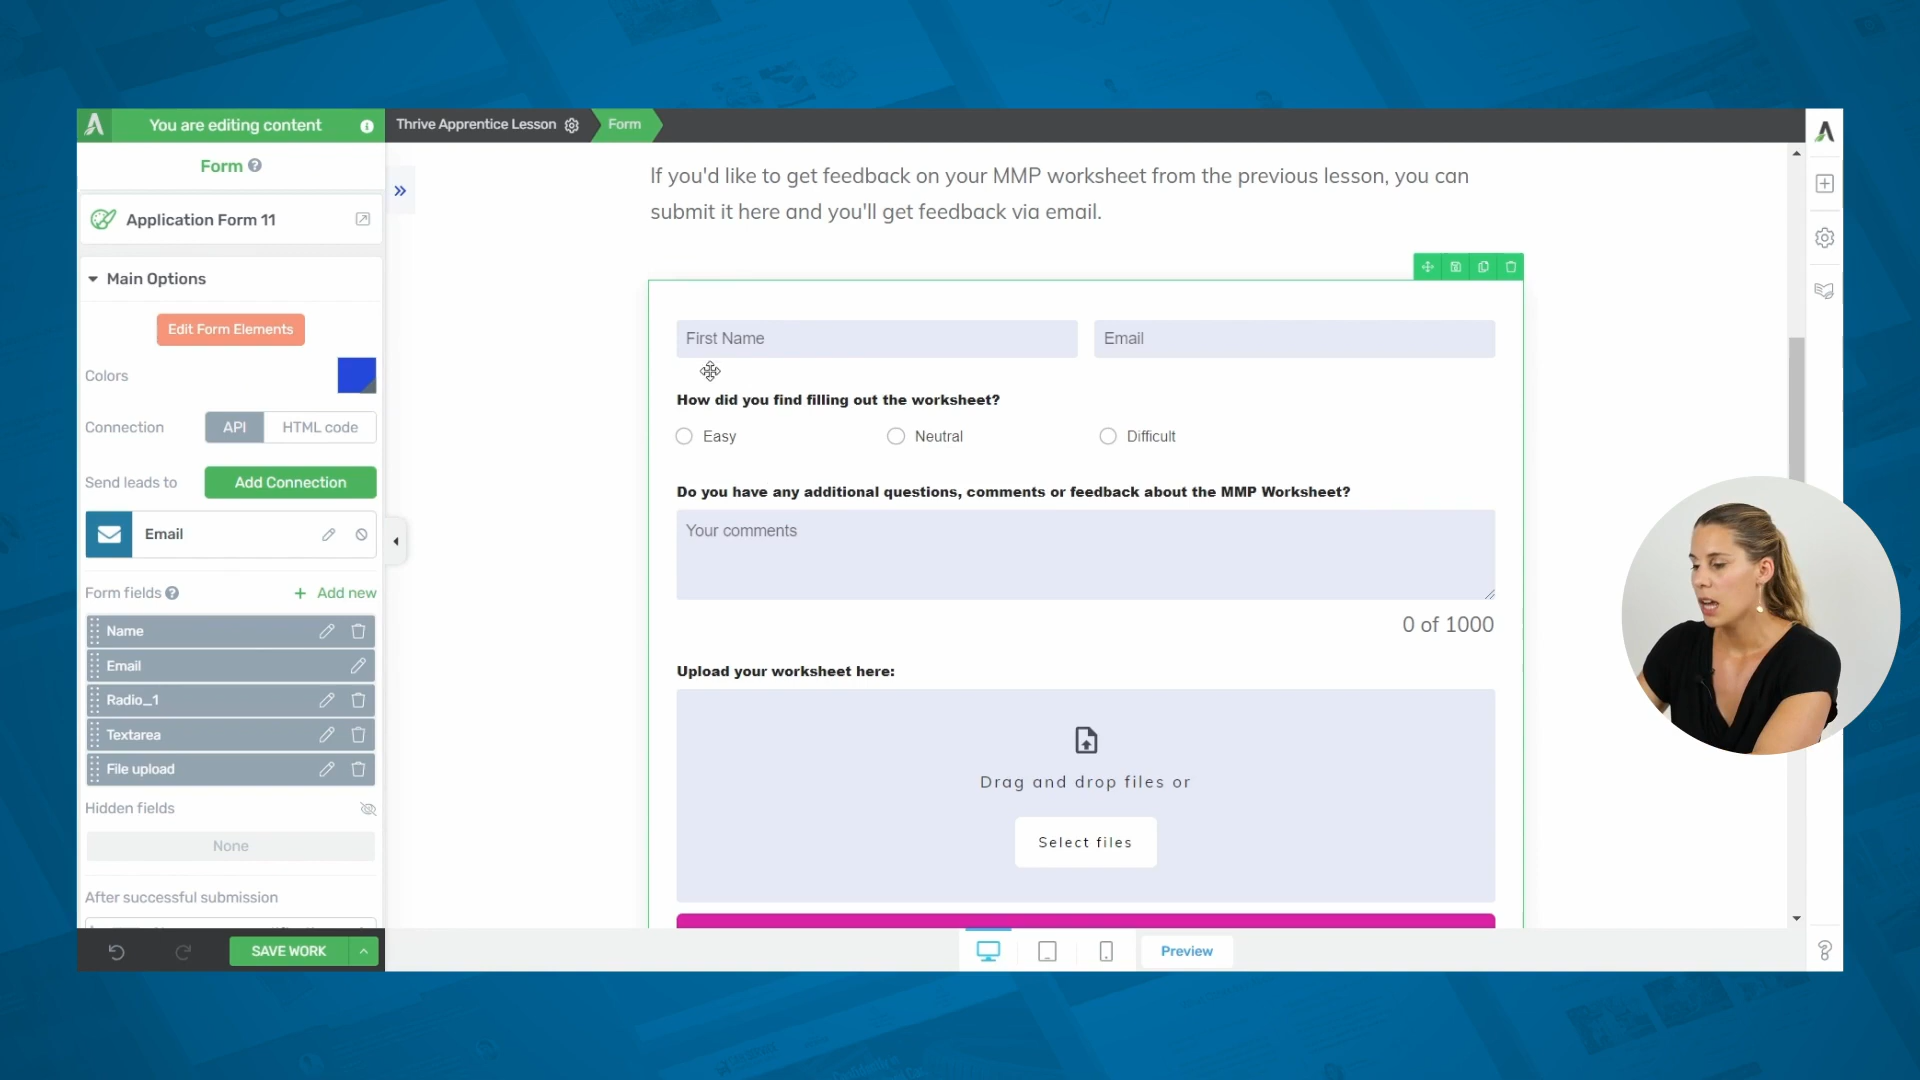 You are editing content
Thrive Apprentice Lesson
Form
Form
Application Form 11
Main Options
Edit Form Elements
Colors
Connection
API
HTML code
Send leads to
Add Connection
Email
Form fields
Add new
Name
Email
Radio_1
Textarea
File upload
Hidden fields
None
After successful submission
SAVE WORK
If you'd like to get feedback on your MMP worksheet from the previous lesson, you can
submit it here and you'll get feedback via email.
First Name
Email
How did you find filling out the worksheet?
Easy
Neutral
Difficult
Do you have any additional questions, comments or feedback about the MMP Worksheet?
Your comments
0 of 1000
Upload your worksheet here:
Drag and drop files or
Select files
Preview